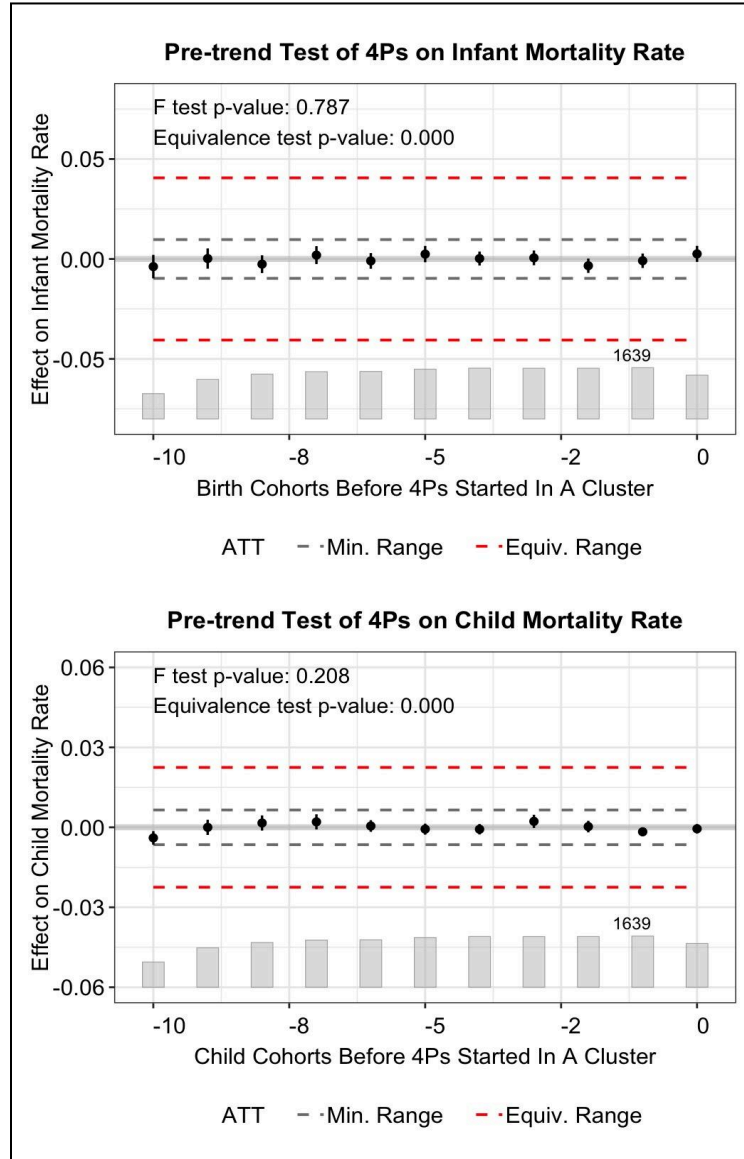 Pre-trend Test of 4Ps on Infant Mortality Rate
F test p-value: 0.787
Equivalence test p-value: 0.000
Effect on Infant Mortality Rate
0.05
0.00
-0.05
1639
-10 -8 -5 -2 0
Birth Cohorts Before 4Ps Started In A Cluster
ATT Min. Range Equiv. Range
Pre-trend Test of 4Ps on Child Mortality Rate
F test p-value: 0.208
Equivalence test p-value: 0.000
Effect on Child Mortality Rate
0.06
0.03
0.00
-0.03
-0.06
1639
-10 -8 -5 -2 0
Child Cohorts Before 4Ps Started In A Cluster
ATT Min. Range Equiv. Range